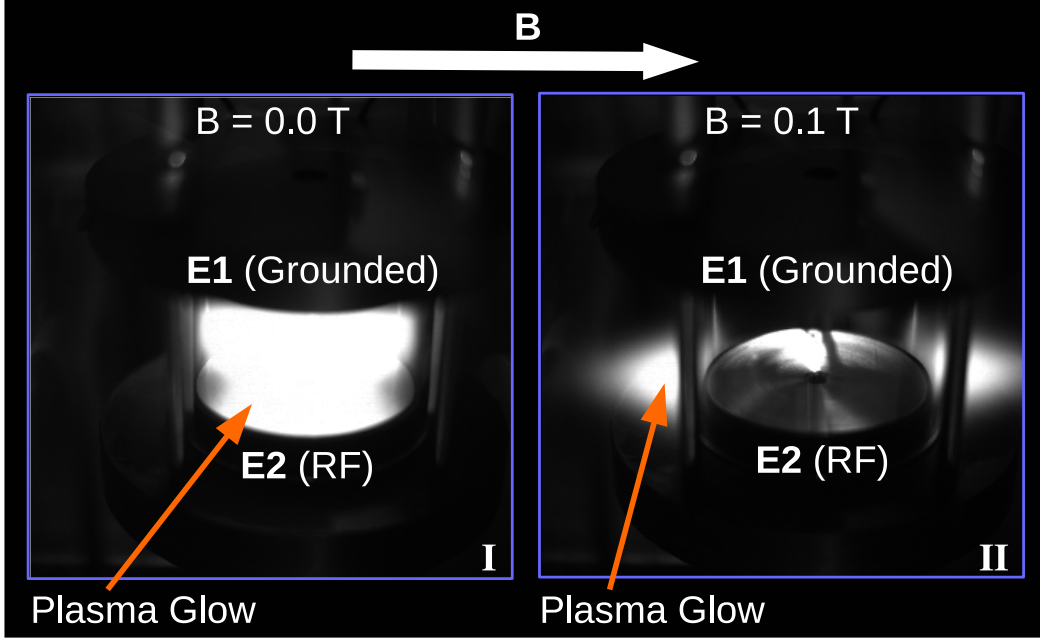 B
B = 0.0 T
B = 0.1 T
E1 (Grounded)
E1 (Grounded)
E2 (RF)
E2 (RF)
I
II
Plasma Glow
Plasma Glow